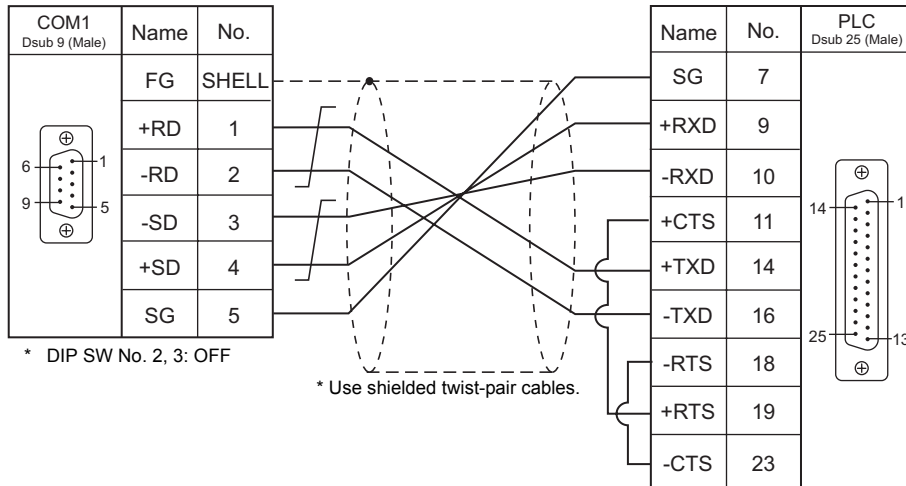 COM1
Dsub 9 (Male)
Name No.
FG SHELL
+RD 1
-RD 2
-SD 3
+SD 4
SG 5
6 1
9 5
* DIP SW No. 2, 3: OFF
* Use shielded twist-pair cables.
Name No.
PLC
Dsub 25 (Male)
SG 7
+RXD 9
-RXD 10
+CTS 11
+TXD 14
-TXD 16
-RTS 18
+RTS 19
-CTS 23
14 1
25 13